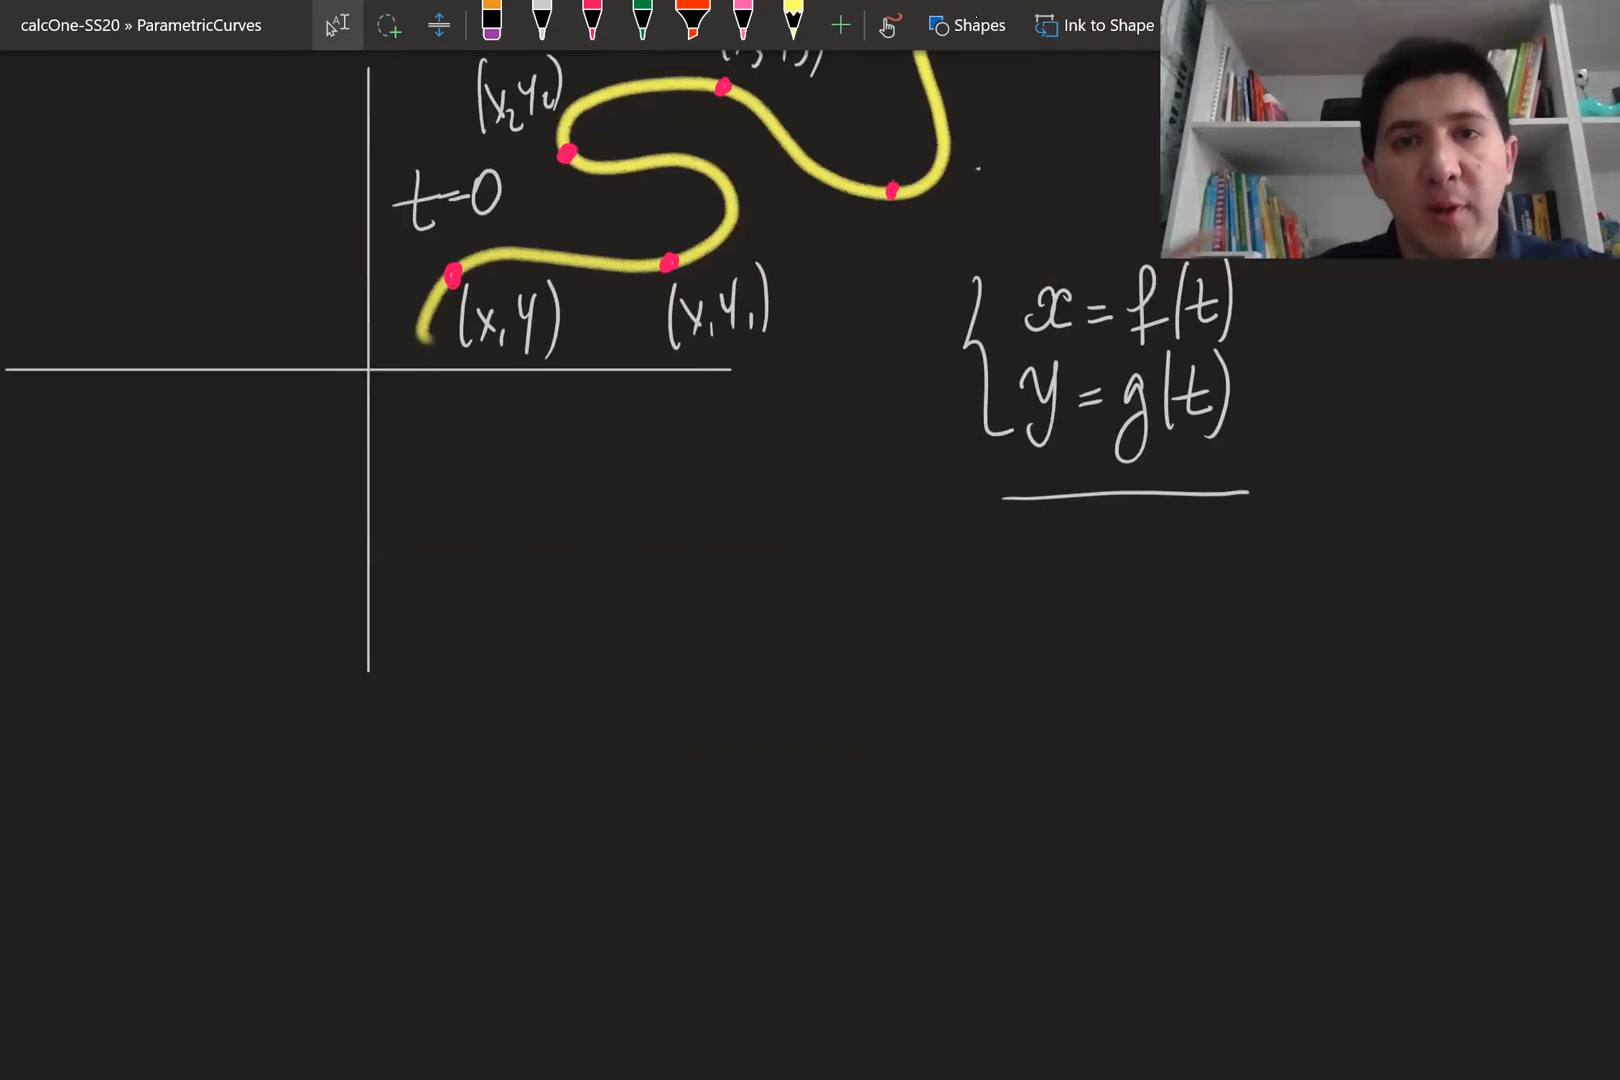 calcOne-SS20 » ParametricCurves
Shapes
Ink to Shape
(x₂ y₂)
t=0
(x, y)
(x₁ y₁)
x = f(t)
y = g(t)